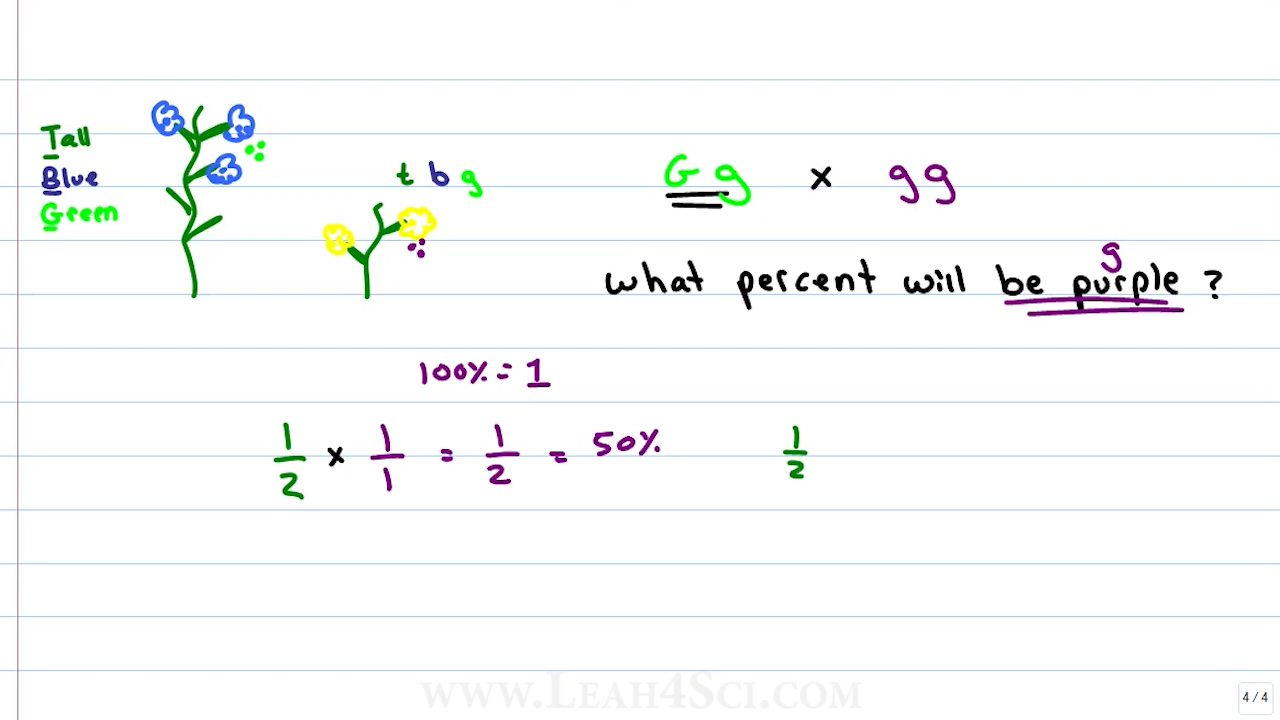 Tall
Blue
Green
t b g
Gg x gg
g
what percent will be purple ?
100% = 1
1/2 x 1/1 = 1/2 = 50% 1/2
www.Leah4Sci.com
4 / 4